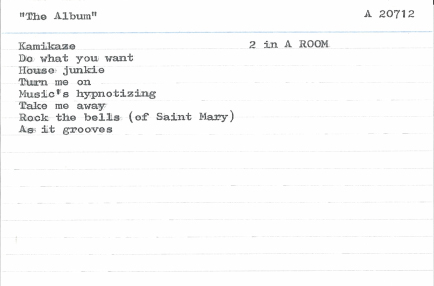 "The Album" A 20712
Kamikaze 2 in A ROOM
Do what you want
House junkie
Turn me on
Music's hypnotizing
Take me away
Rock the bells (of Saint Mary)
As it grooves